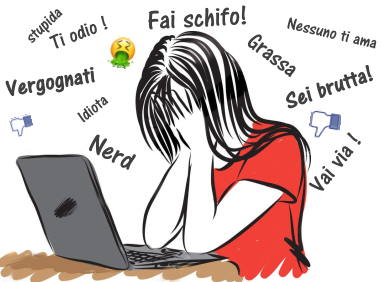 stupida
Ti odio !
Fai schifo!
Nessuno ti ama
Grassa
Vergognati
Idiota
Sei brutta!
Nerd
Vai via !